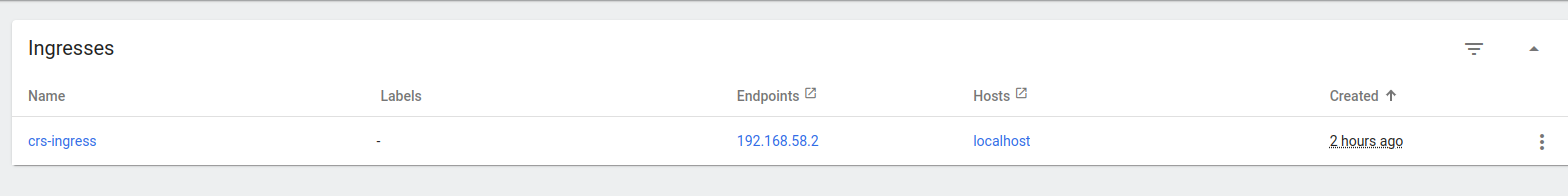 Ingresses
Name Labels Endpoints Hosts Created
crs-ingress - 192.168.58.2 localhost 2 hours ago